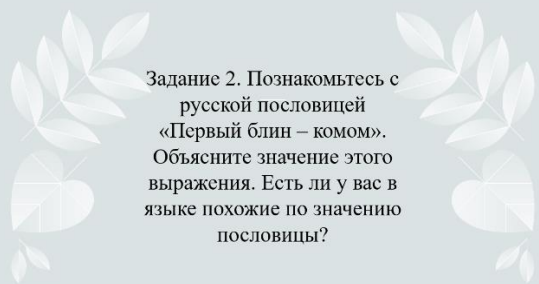 Задание 2. Познакомьтесь с
русской пословицей
«Первый блин – комом».
Объясните значение этого
выражения. Есть ли у вас в
языке похожие по значению
пословицы?